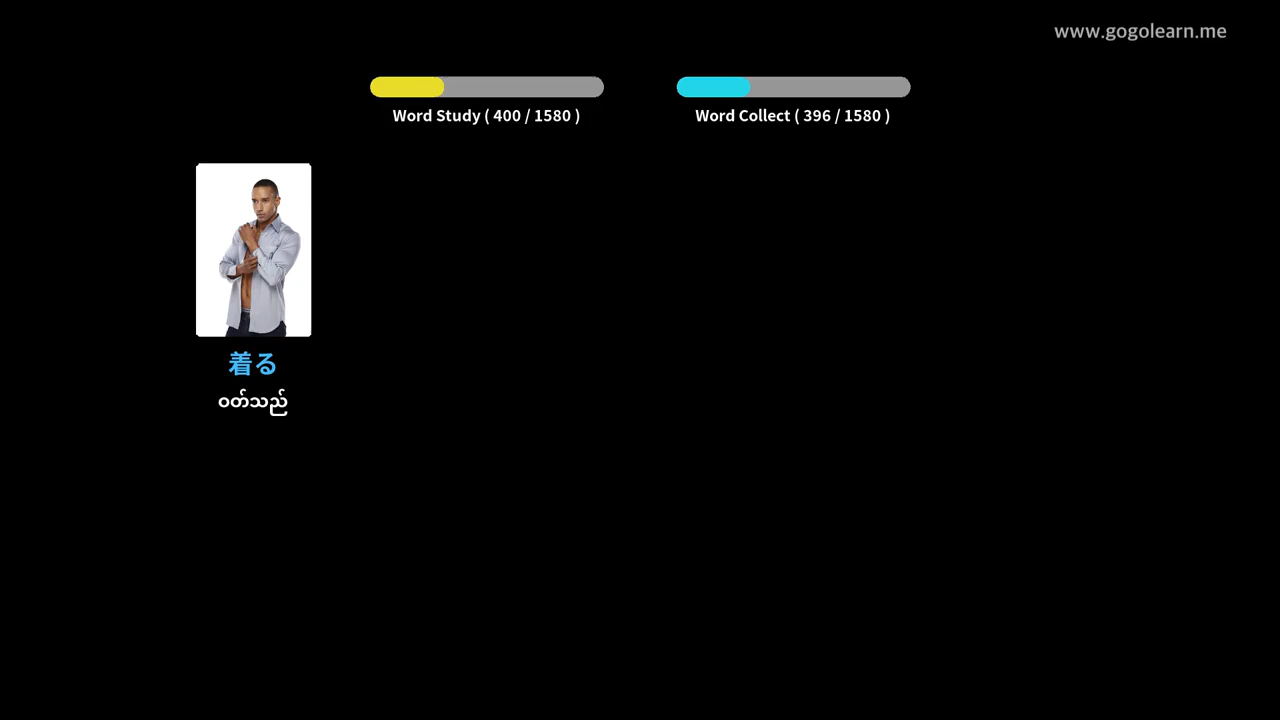 www.gogolearn.me
Word Study ( 400 / 1580 )
Word Collect ( 396 / 1580 )
着る
ဝတ်သည်